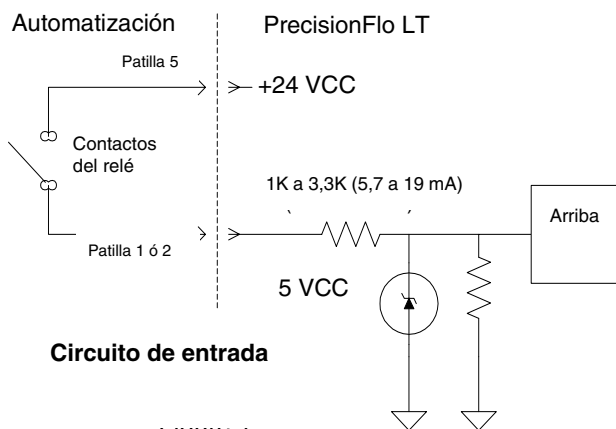 Automatización
PrecisionFlo LT
Patilla 5
+24 VCC
Contactos
del relé
1K a 3,3K (5,7 a 19 mA)
Arriba
Patilla 1 ó 2
5 VCC
Circuito de entrada